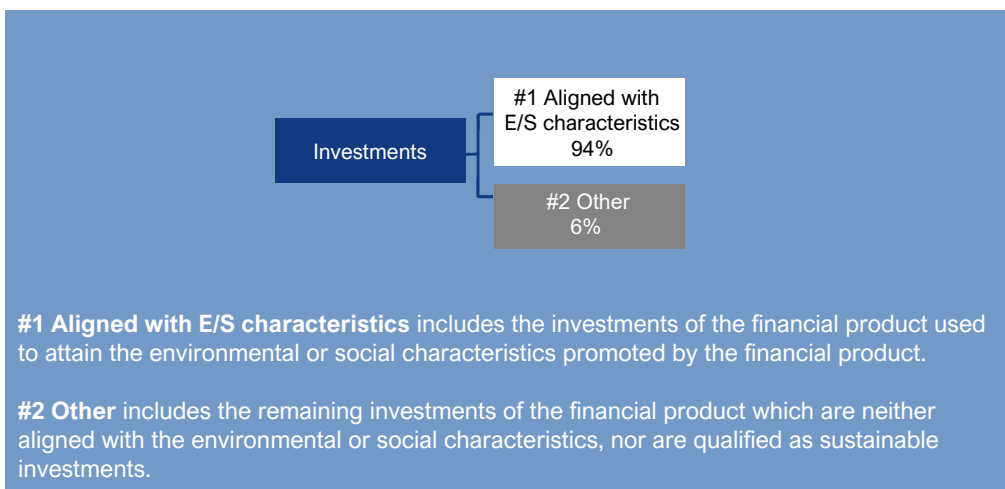 Investments
#1 Aligned with
E/S characteristics
94%
#2 Other
6%
#1 Aligned with E/S characteristics includes the investments of the financial product used
to attain the environmental or social characteristics promoted by the financial product.
#2 Other includes the remaining investments of the financial product which are neither
aligned with the environmental or social characteristics, nor are qualified as sustainable
investments.